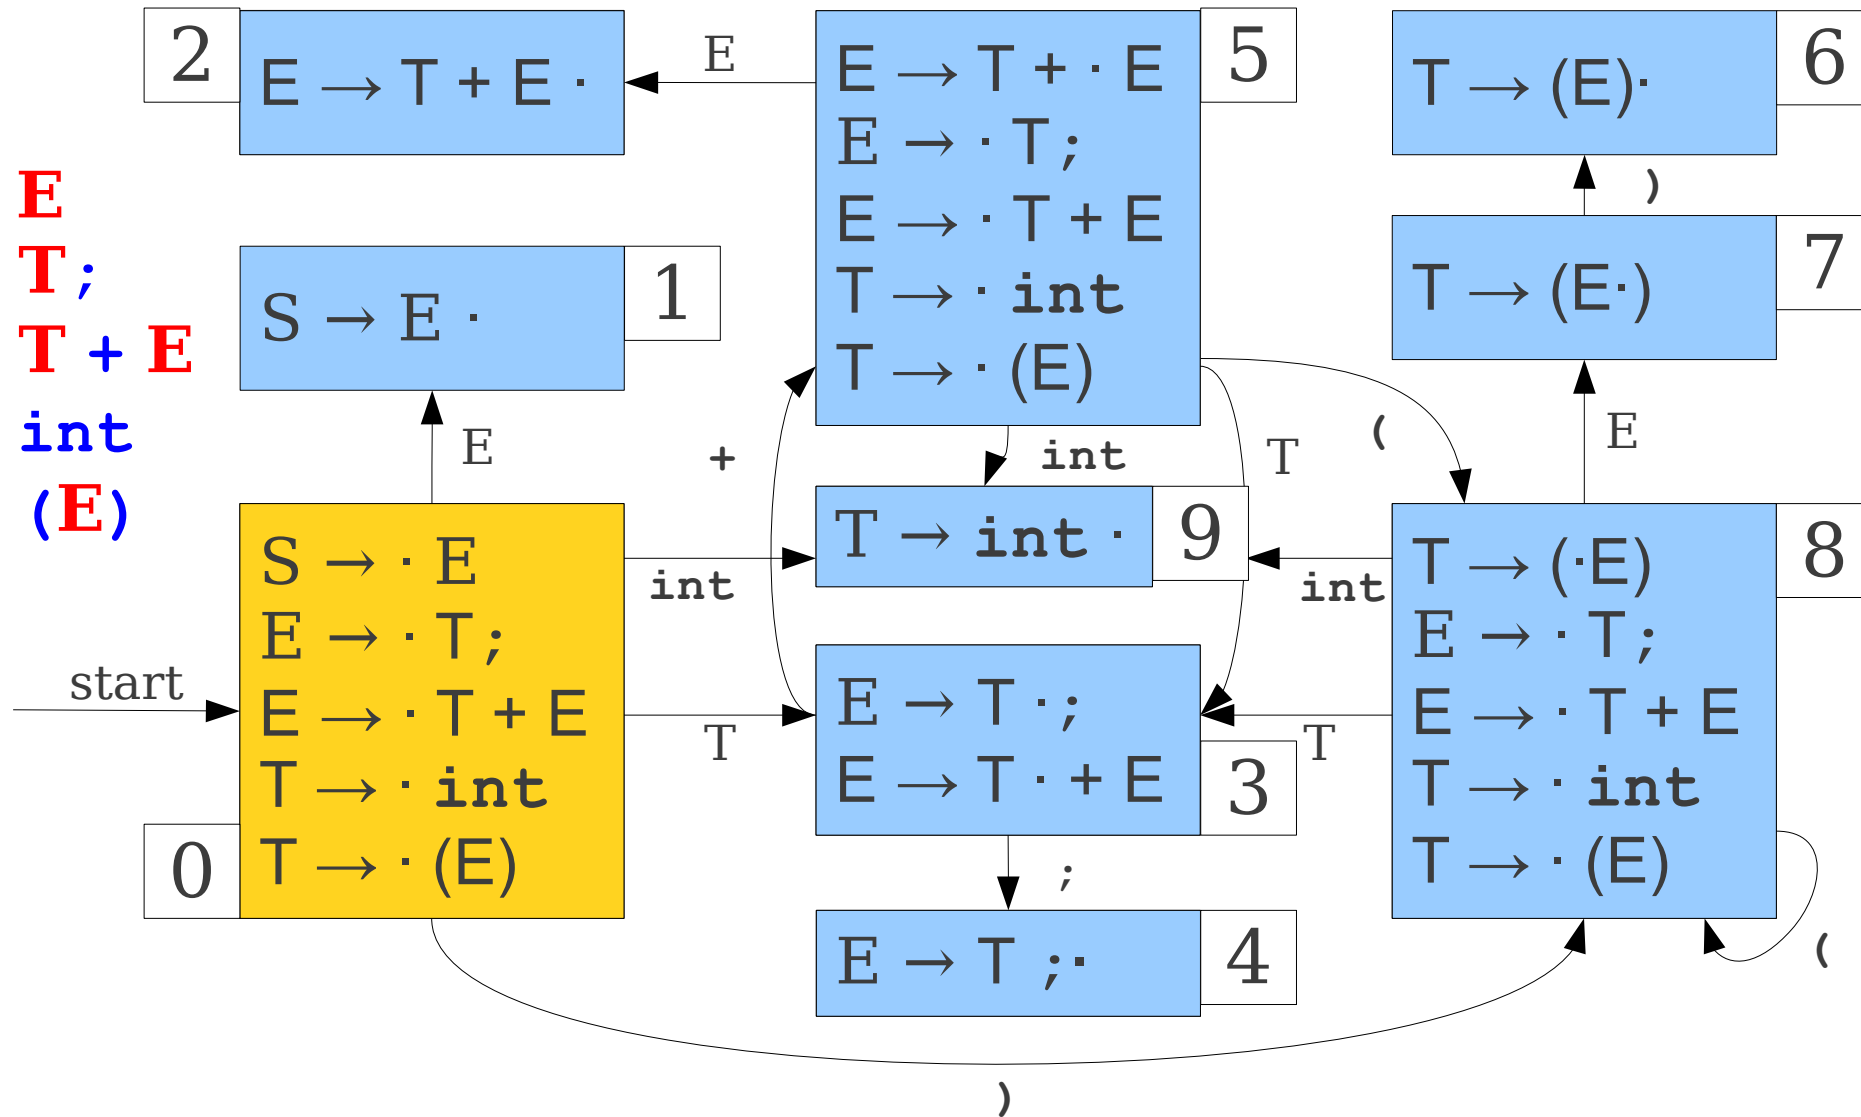 2
E → T + E ·
E
5
E → T + · E
E → · T ;
E → · T + E
T → · int
T → · (E)
6
T → (E)·
)
7
T → (E·)
E
T ;
T + E
int
(E)
1
S → E ·
E
+
int
T
(
E
T → int ·
9
int
int
0
S → · E
E → · T ;
E → · T + E
T → · int
T → · (E)
start
T
3
E → T · ;
E → T · + E
T
8
T → (·E)
E → · T ;
E → · T + E
T → · int
T → · (E)
;
4
E → T ; ·
(
)